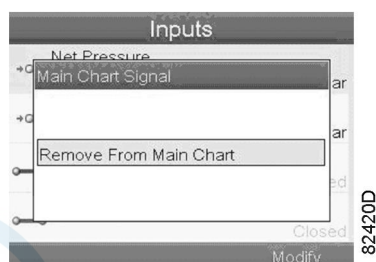 Inputs
Net Pressure
Main Chart Signal
ar
ar
Remove From Main Chart
ed
Closed
Modify
82420D